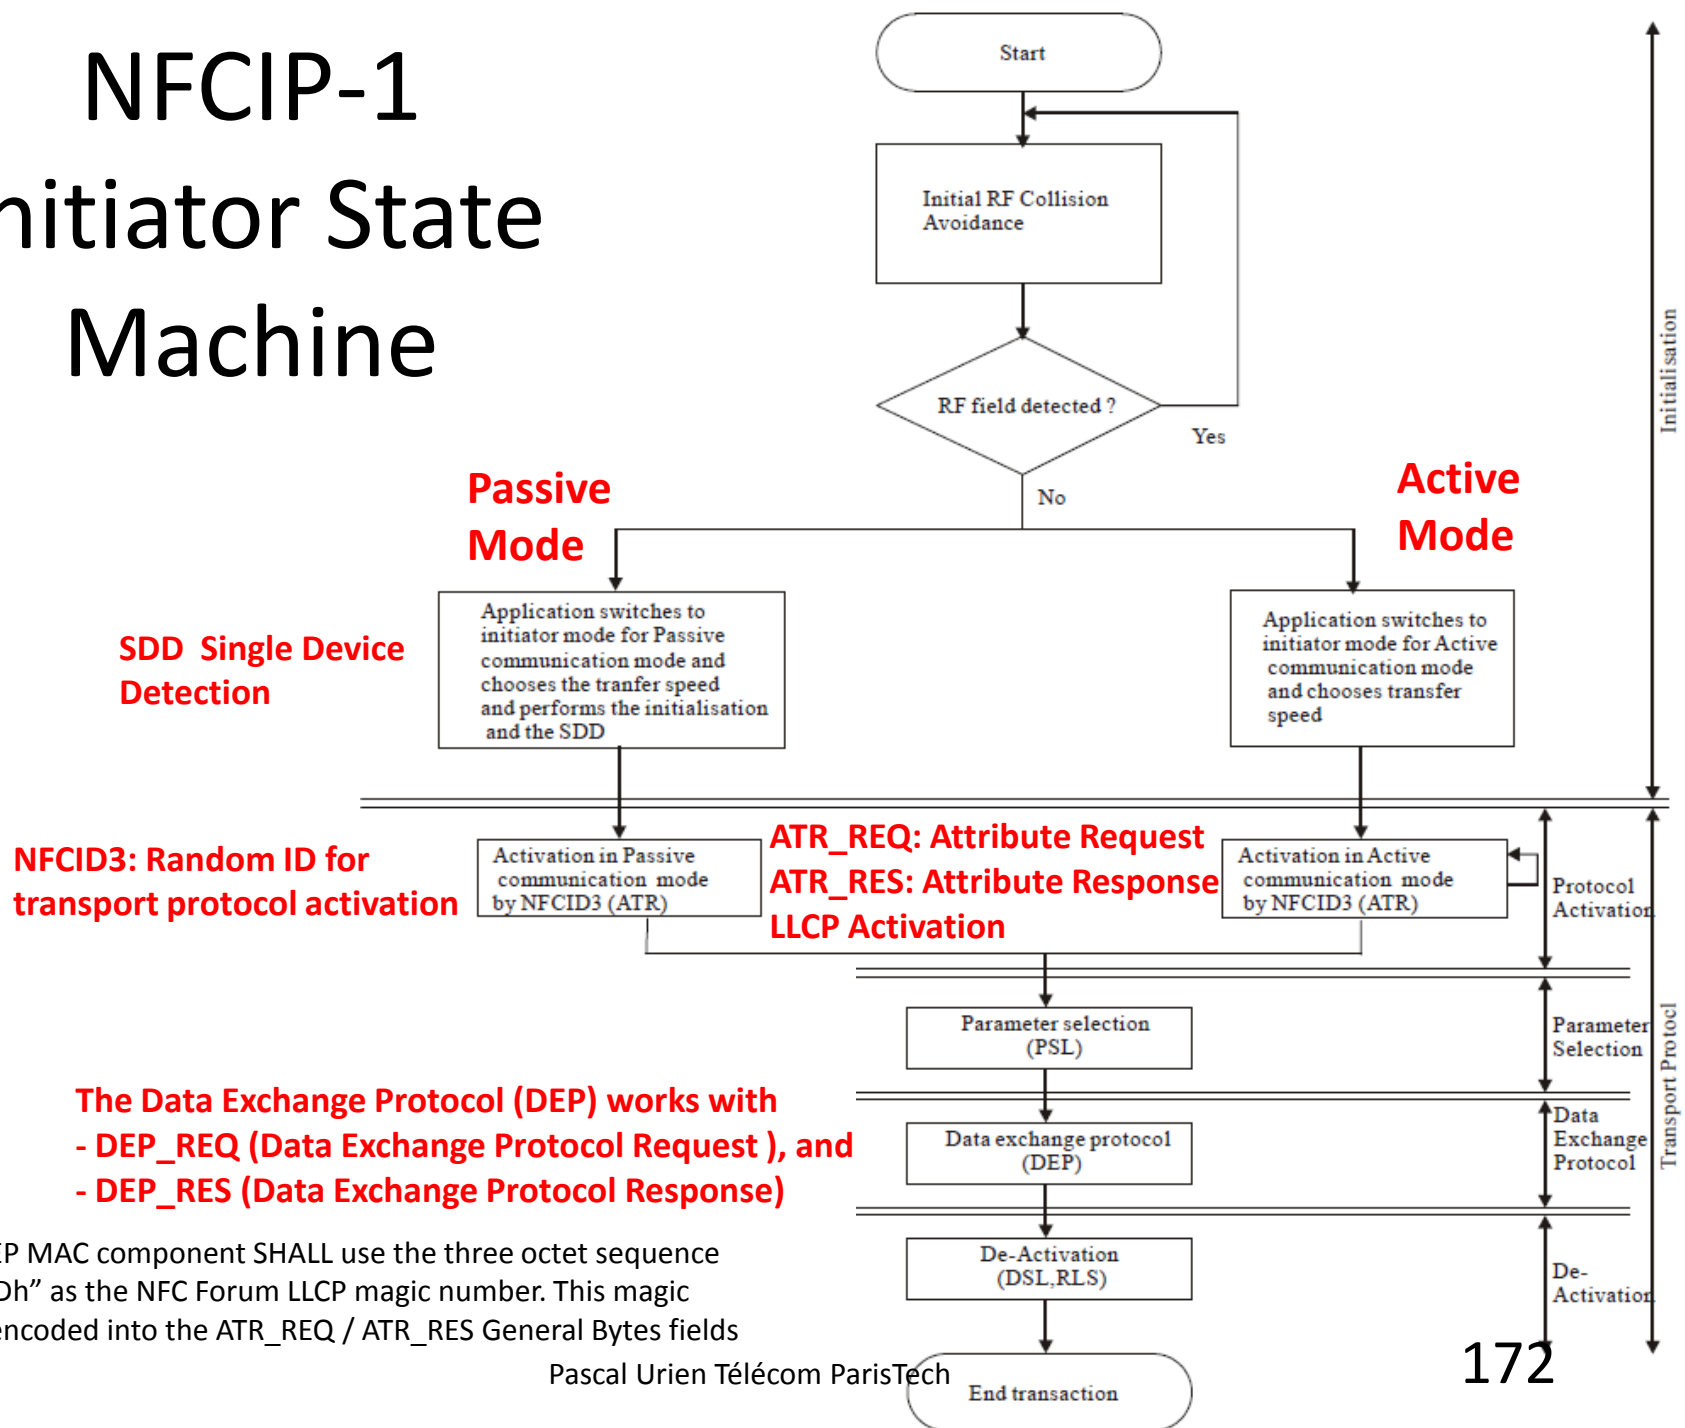 NFCIP-1
nitiator State
Machine
Start
Initial RF Collision
Avoidance
RF field detected ?
Yes
No
Initialisation
Passive
Mode
Active
Mode
SDD Single Device
Detection
Application switches to
initiator mode for Passive
communication mode and
chooses the tranfer speed
and performs the initialisation
and the SDD
Application switches to
initiator mode for Active
communication mode
and chooses transfer
speed
NFCID3: Random ID for
transport protocol activation
Activation in Passive
communication mode
by NFCID3 (ATR)
ATR_REQ: Attribute Request
ATR_RES: Attribute Response
LLCP Activation
Activation in Active
communication mode
by NFCID3 (ATR)
Protocol
Activation
Parameter selection
(PSL)
Parameter
Selection
Transport Protocl
The Data Exchange Protocol (DEP) works with
- DEP_REQ (Data Exchange Protocol Request ), and
- DEP_RES (Data Exchange Protocol Response)
Data exchange protocol
(DEP)
Data
Exchange
Protocol
EP MAC component SHALL use the three octet sequence
Dh” as the NFC Forum LLCP magic number. This magic
encoded into the ATR_REQ / ATR_RES General Bytes fields
De-Activation
(DSL,RLS)
De-
Activation
Pascal Urien Télécom ParisTech
End transaction
172